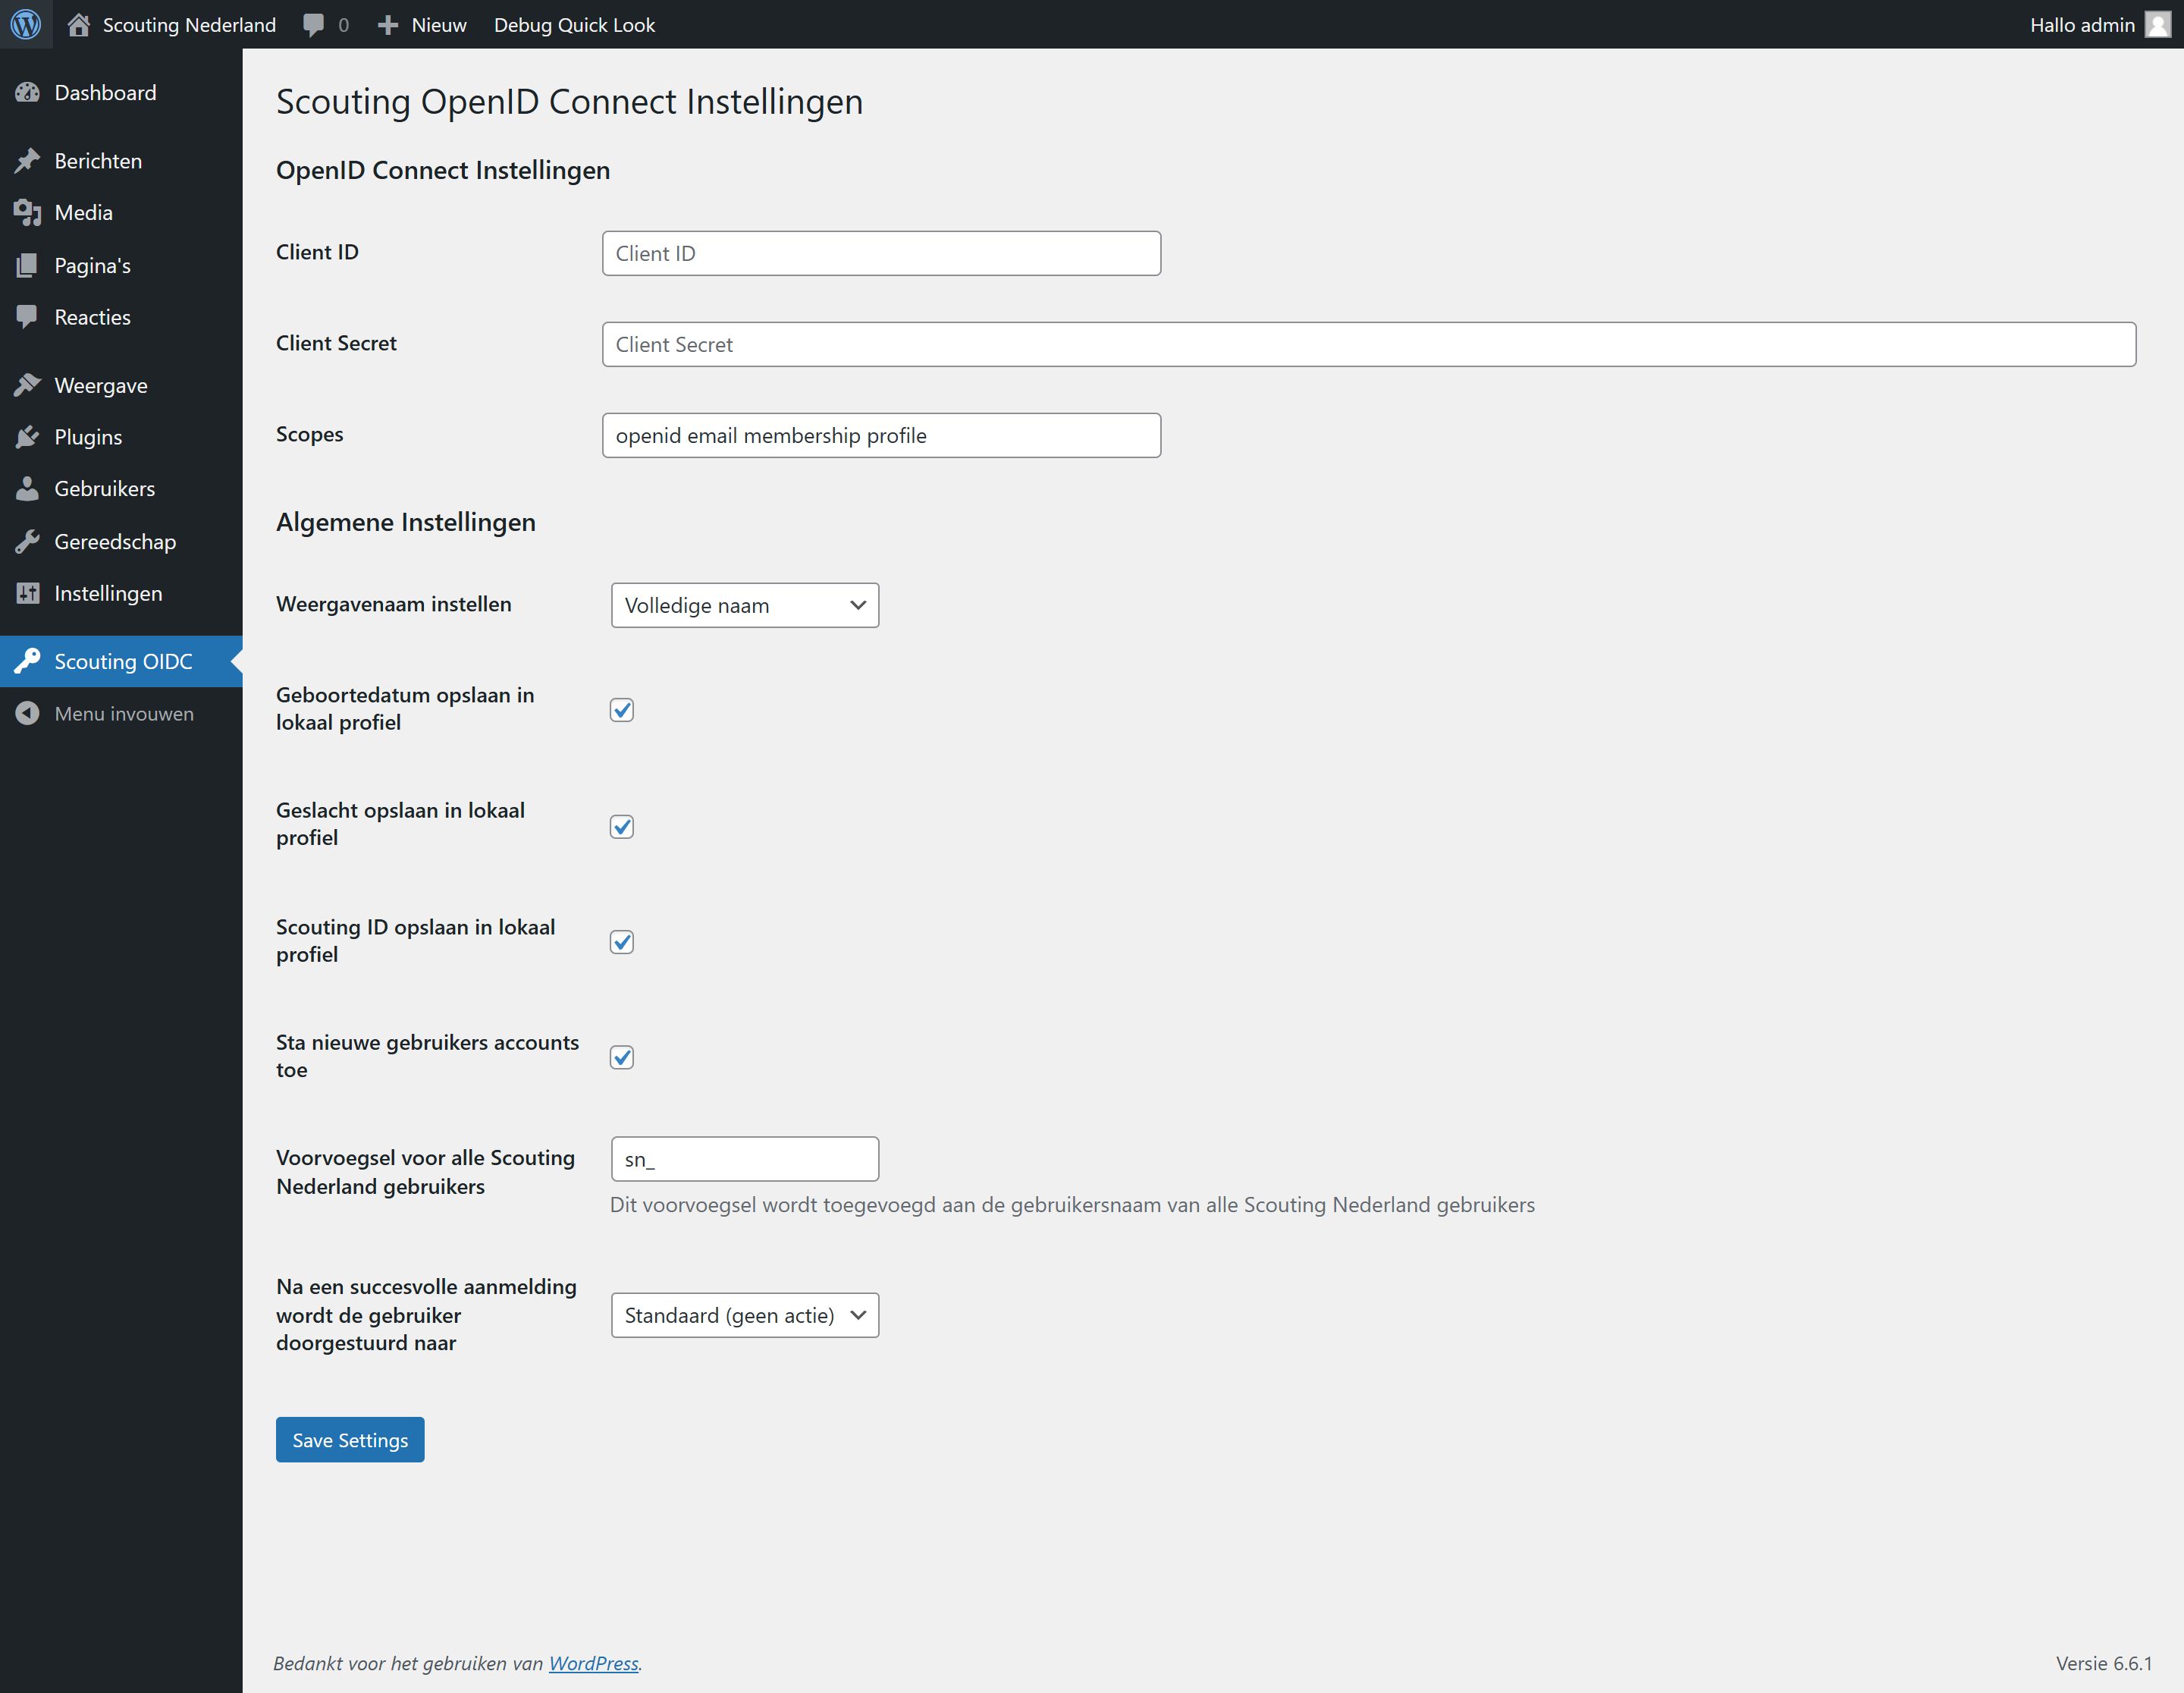 Scouting Nederland 0 Nieuw Debug Quick Look Hallo admin
Dashboard
Berichten
Media
Pagina's
Reacties
Weergave
Plugins
Gebruikers
Gereedschap
Instellingen
Scouting OIDC
Menu invouwen
Scouting OpenID Connect Instellingen
OpenID Connect Instellingen
Client ID
Client ID
Client Secret
Client Secret
Scopes
openid email membership profile
Algemene Instellingen
Weergavenaam instellen
Volledige naam
Geboortedatum opslaan in
lokaal profiel
Geslacht opslaan in lokaal
profiel
Scouting ID opslaan in lokaal
profiel
Sta nieuwe gebruikers accounts
toe
Voorvoegsel voor alle Scouting
Nederland gebruikers
sn_
Dit voorvoegsel wordt toegevoegd aan de gebruikersnaam van alle Scouting Nederland gebruikers
Na een succesvolle aanmelding
wordt de gebruiker
doorgestuurd naar
Standaard (geen actie)
Save Settings
Bedankt voor het gebruiken van WordPress.
Versie 6.6.1